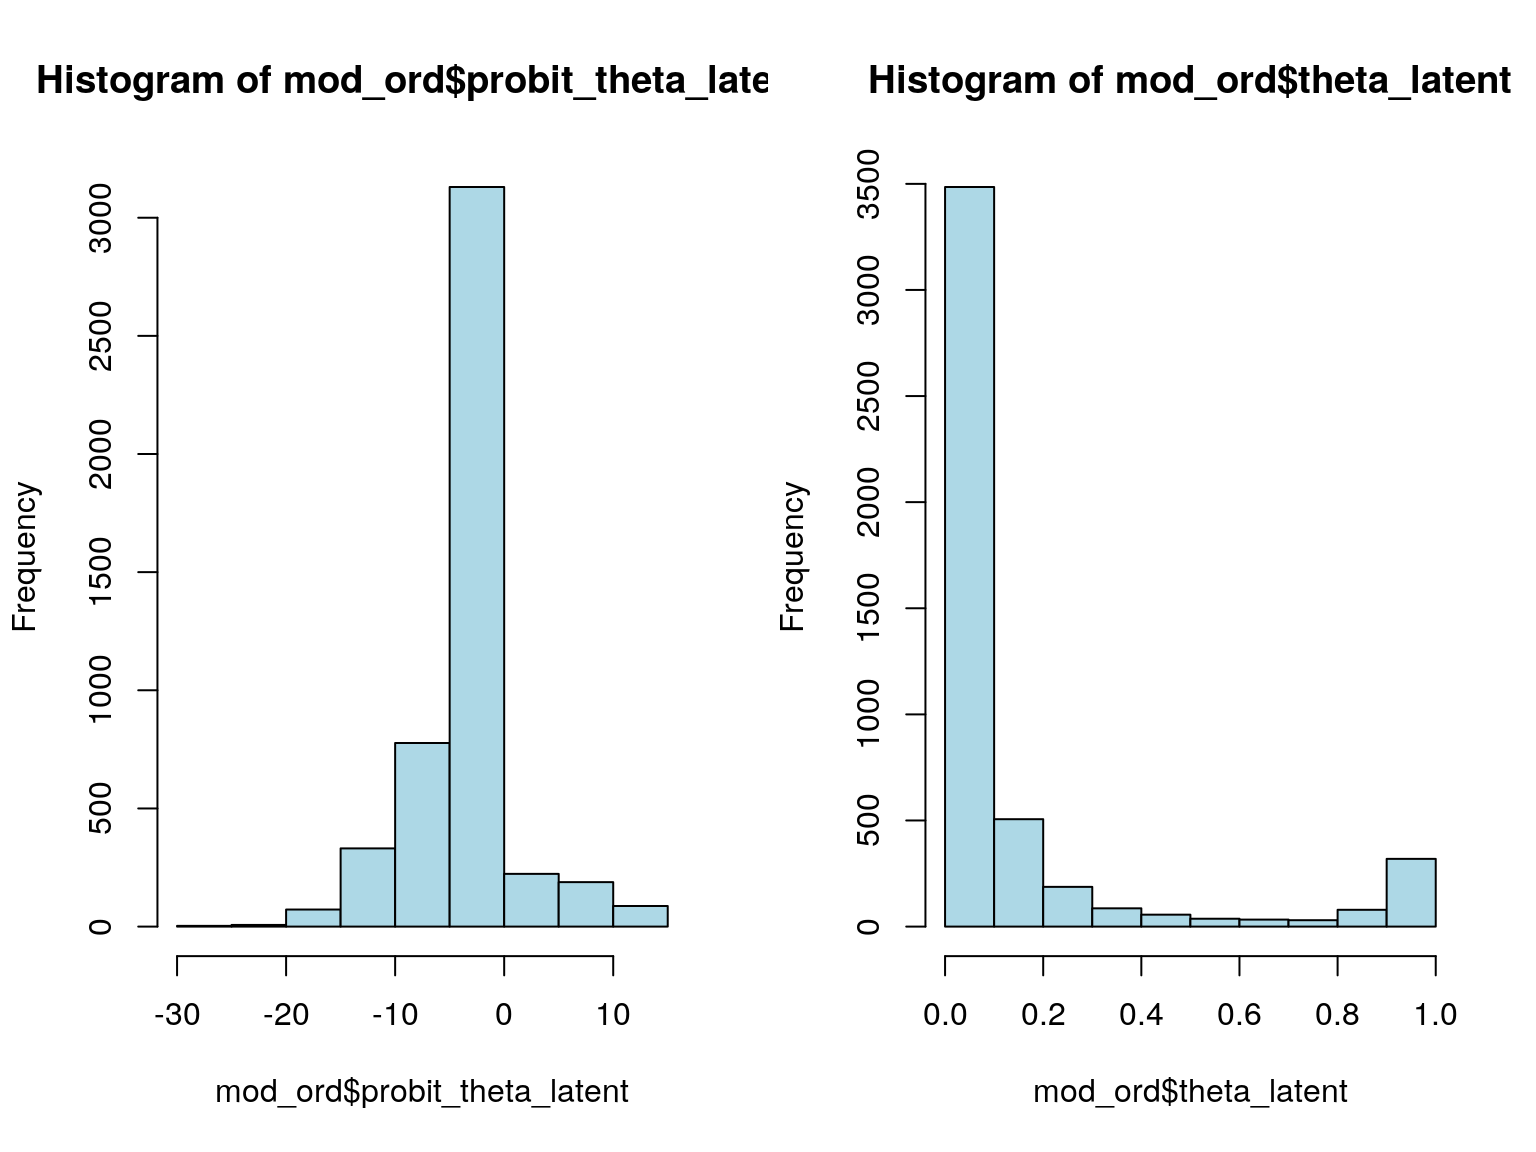 Histogram of mod_ord$probit_theta_late
Frequency
0
500
1000
1500
2000
2500
3000
-30 -20 -10 0 10
mod_ord$probit_theta_latent
Histogram of mod_ord$theta_latent
Frequency
0
500
1000
1500
2000
2500
3000
3500
0.0 0.2 0.4 0.6 0.8 1.0
mod_ord$theta_latent